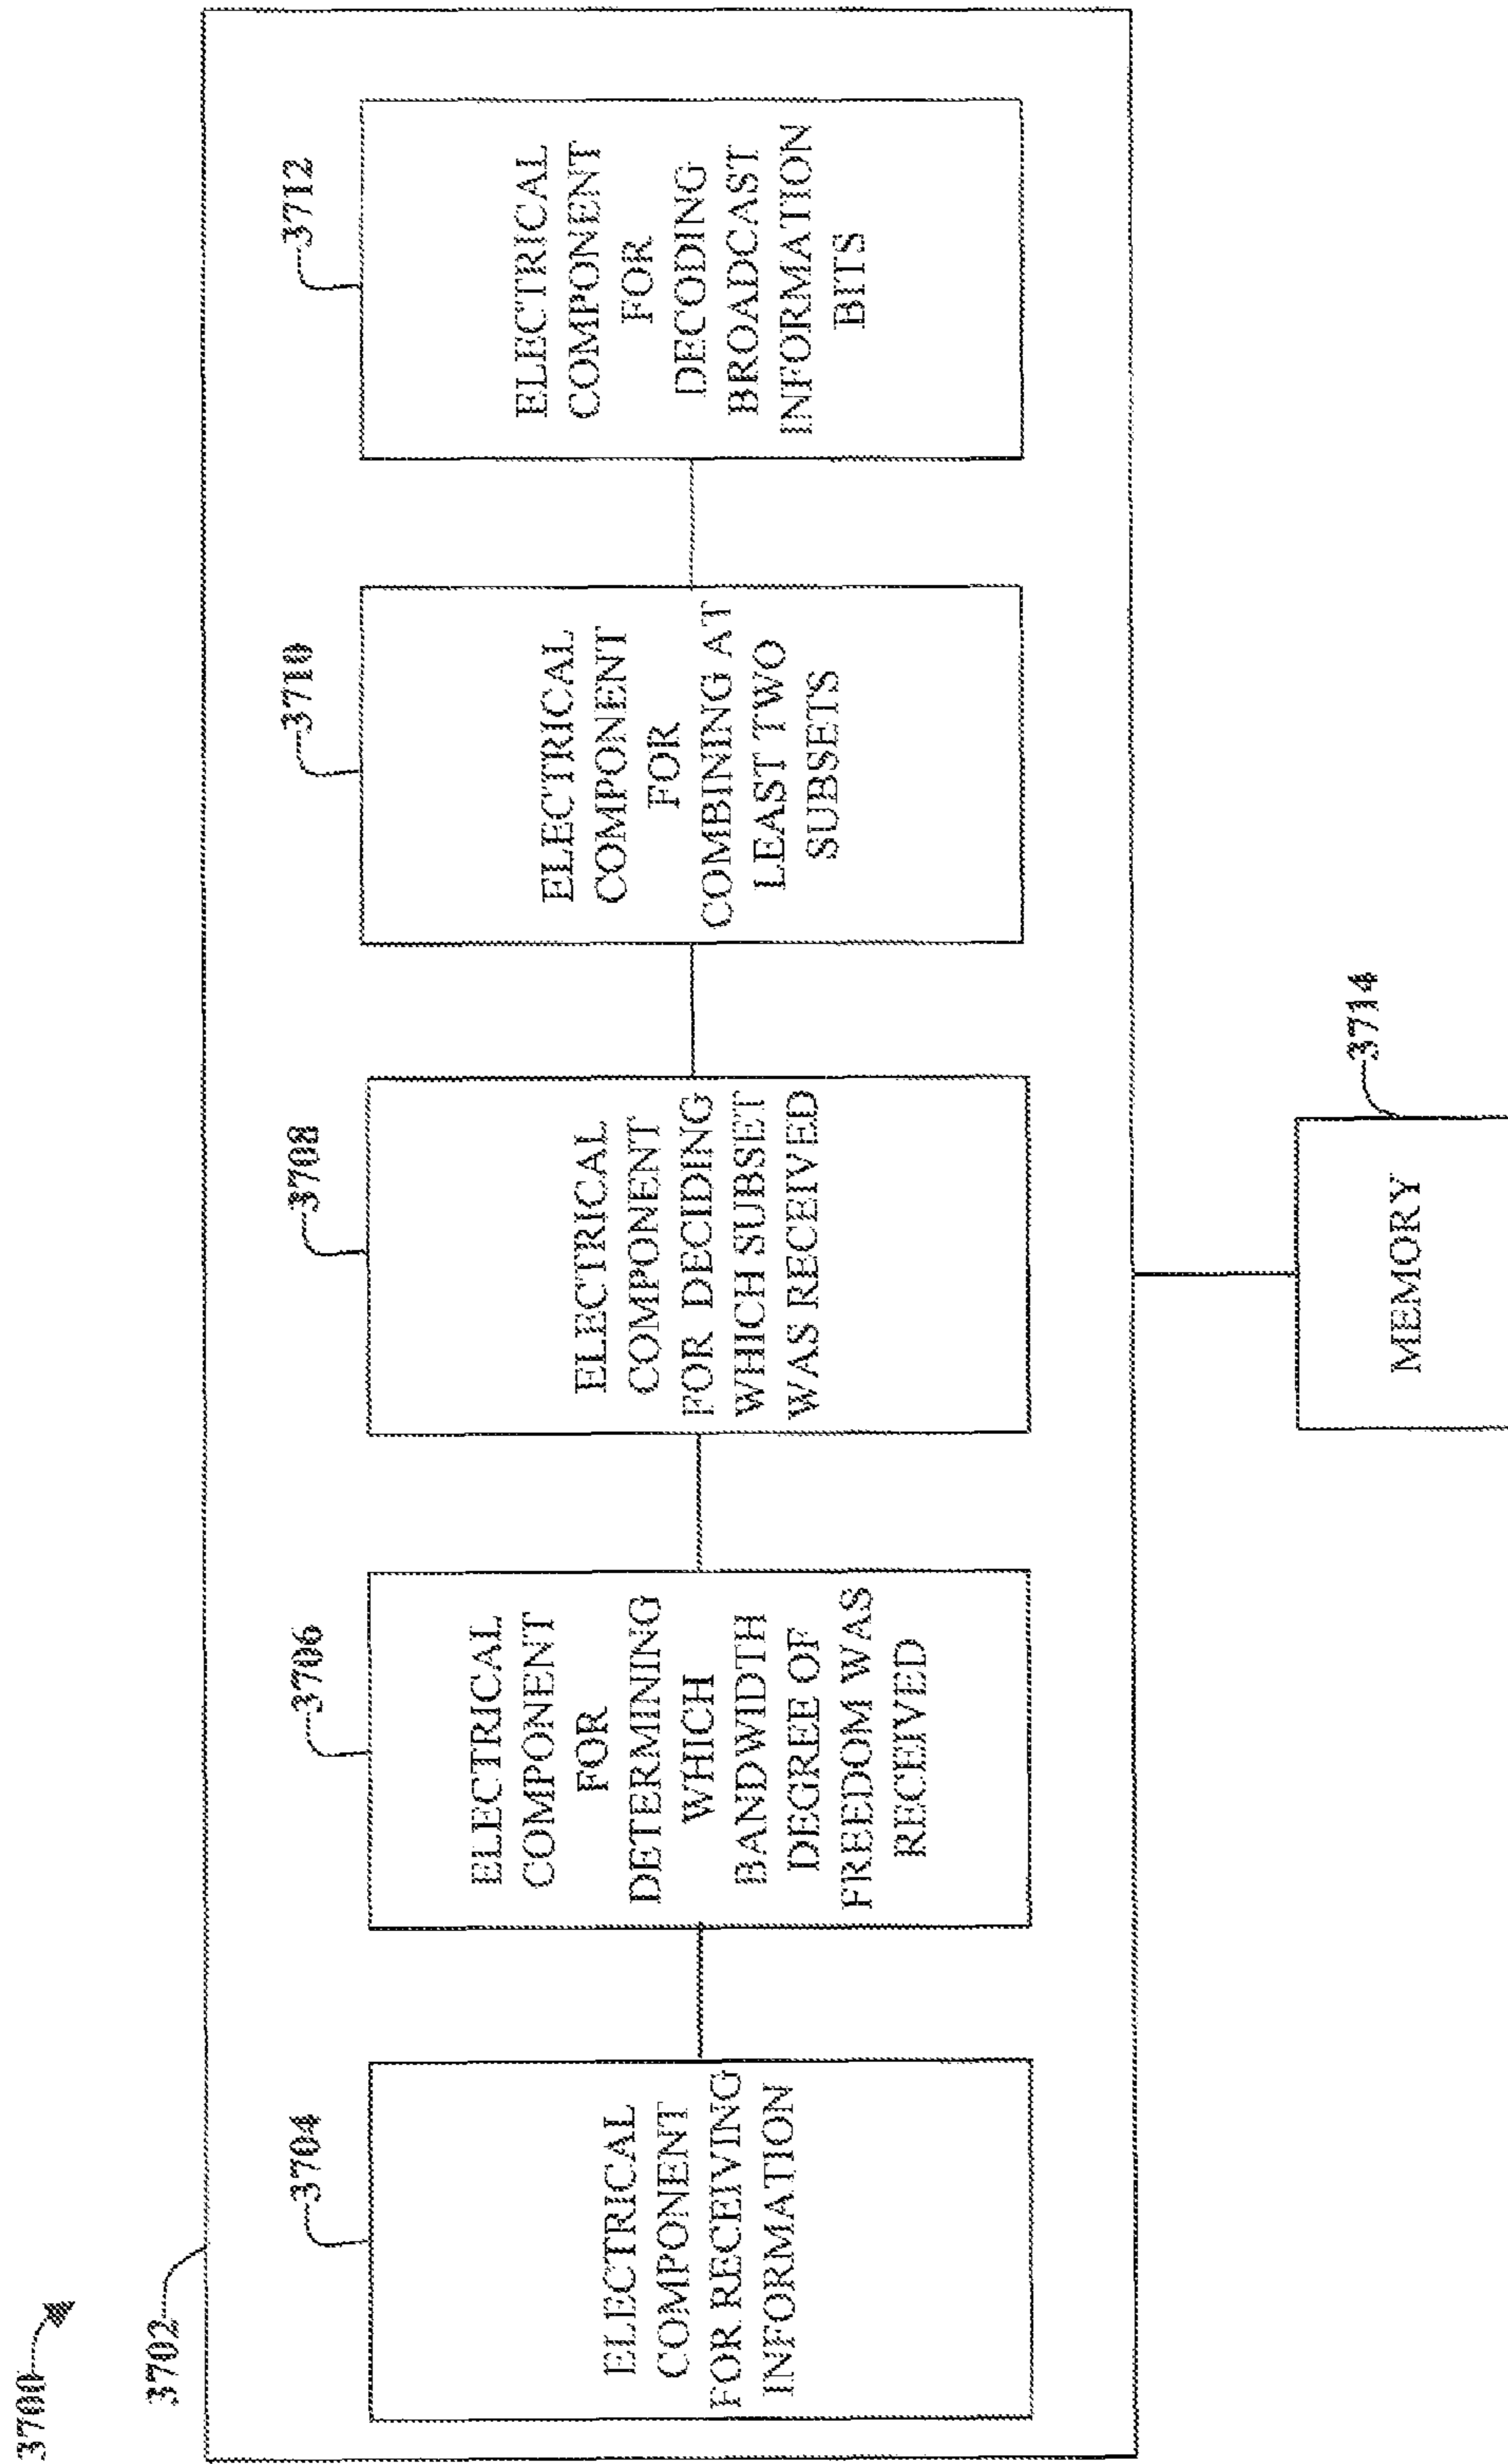 3700
3702
3704
ELECTRICAL
COMPONENT
FOR RECEIVING
INFORMATION
3706
ELECTRICAL
COMPONENT
FOR
DETERMINING
WHICH
BANDWIDTH
DEGREE OF
FREEDOM WAS
RECEIVED
3708
ELECTRICAL
COMPONENT
FOR DECIDING
WHICH SUBSET
WAS RECEIVED
3710
ELECTRICAL
COMPONENT
FOR
COMBINING AT
LEAST TWO
SUBSETS
3712
ELECTRICAL
COMPONENT
FOR
DECODING
BROADCAST
INFORMATION
BITS
3714
MEMORY